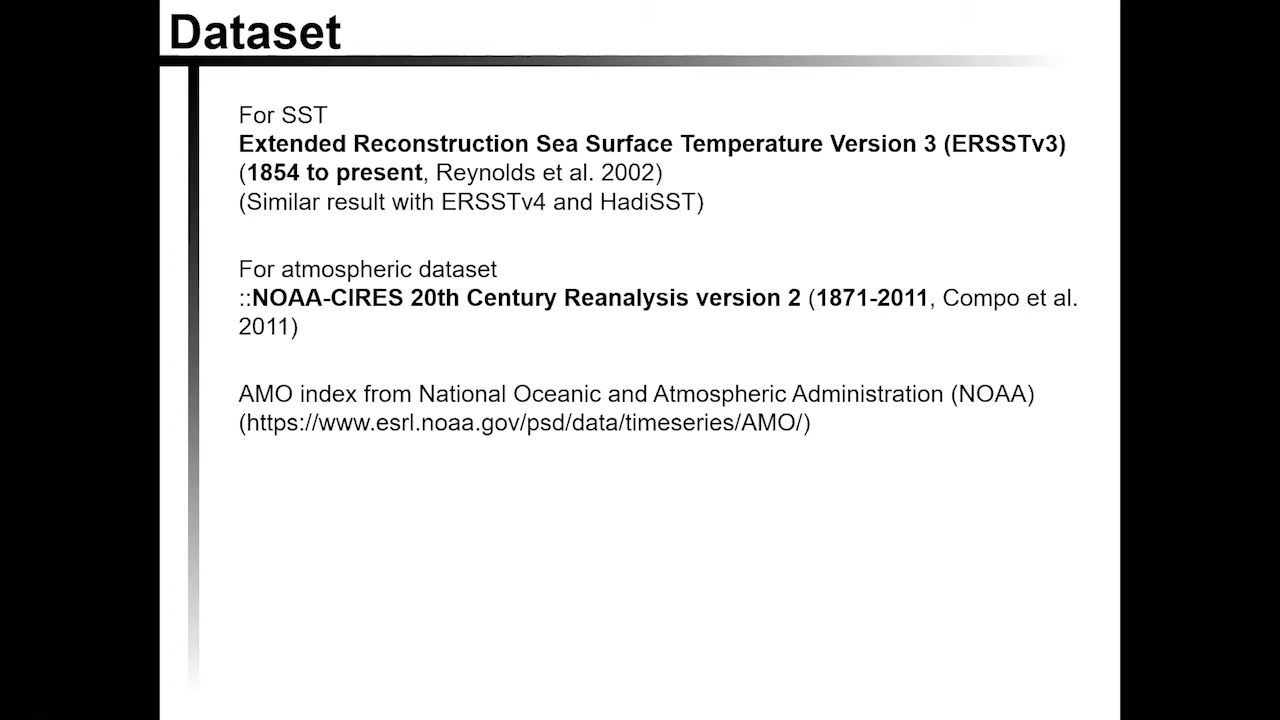 Dataset
For SST
Extended Reconstruction Sea Surface Temperature Version 3 (ERSSTv3)
(1854 to present, Reynolds et al. 2002)
(Similar result with ERSSTv4 and HadiSST)
For atmospheric dataset
::NOAA-CIRES 20th Century Reanalysis version 2 (1871-2011, Compo et al.
2011)
AMO index from National Oceanic and Atmospheric Administration (NOAA)
(https://www.esrl.noaa.gov/psd/data/timeseries/AMO/)